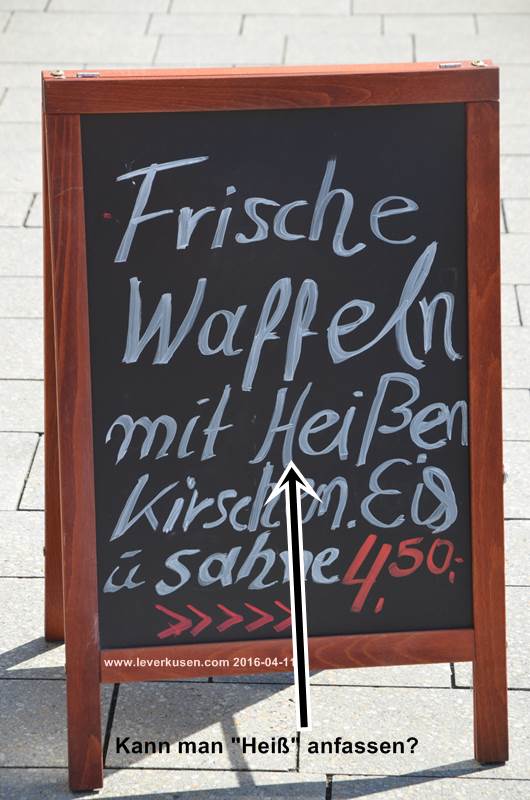 Frische
Waffeln
mit Heißen
Kirschen. Eis
ü sahne 4,50,-
>>>>>
www.leverkusen.com 2016-04-11
Kann man "Heiß" anfassen?